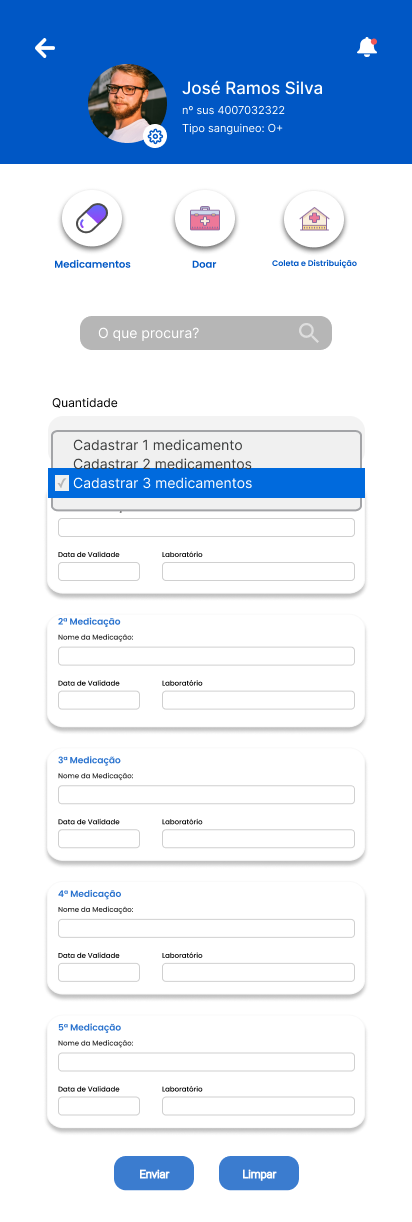 José Ramos Silva
nº sus 4007032322
Tipo sanguineo: O+
Medicamentos
Doar
Coleta e Distribuição
O que procura?
Quantidade
Cadastrar 1 medicamento
Cadastrar 2 medicamentos
Cadastrar 3 medicamentos
Data de Validade
Laboratório
2ª Medicação
Nome da Medicação:
Data de Validade
Laboratório
3ª Medicação
Nome da Medicação:
Data de Validade
Laboratório
4ª Medicação
Nome da Medicação:
Data de Validade
Laboratório
5ª Medicação
Nome da Medicação:
Data de Validade
Laboratório
Enviar
Limpar